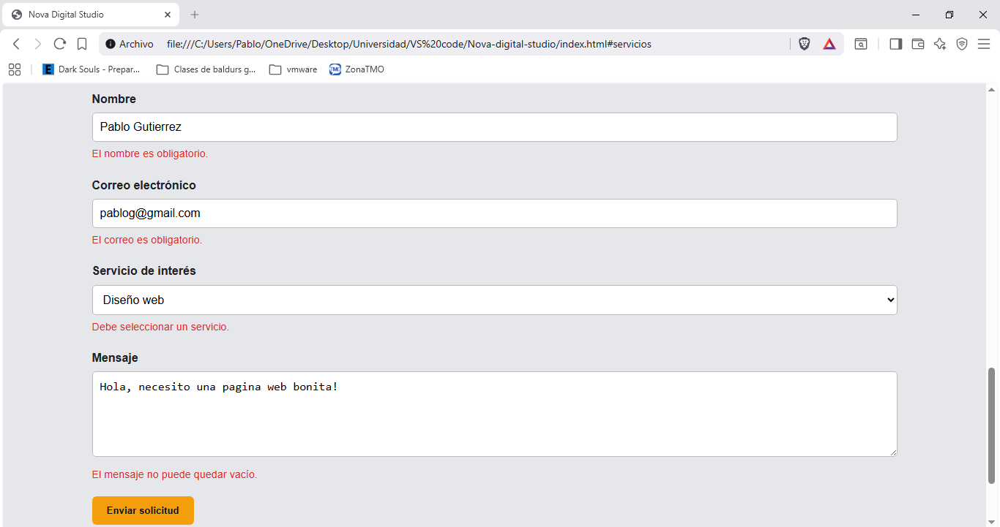 Nova Digital Studio
Archivo file:///C:/Users/Pablo/OneDrive/Desktop/Universidad/VS%20code/Nova-digital-studio/index.html#servicios
E Dark Souls - Prepar... Clases de baldurs g... vmware TMO ZonaTMO
Nombre
Pablo Gutierrez
El nombre es obligatorio.
Correo electrónico
pablog@gmail.com
El correo es obligatorio.
Servicio de interés
Diseño web
Debe seleccionar un servicio.
Mensaje
Hola, necesito una pagina web bonita!
El mensaje no puede quedar vacío.
Enviar solicitud